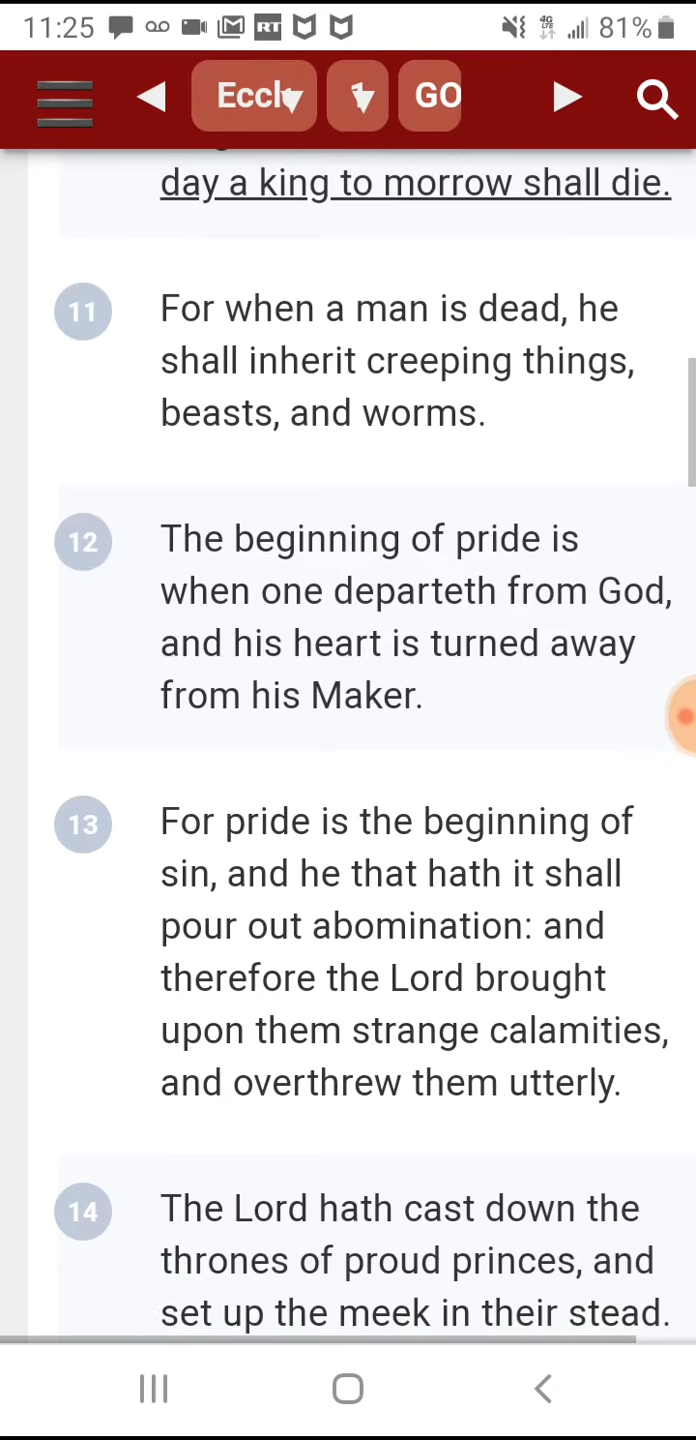 11:25 RT 4G LTE 81%
Eccl GO
day a king to morrow shall die.
11 For when a man is dead, he
shall inherit creeping things,
beasts, and worms.
12 The beginning of pride is
when one departeth from God,
and his heart is turned away
from his Maker.
13 For pride is the beginning of
sin, and he that hath it shall
pour out abomination: and
therefore the Lord brought
upon them strange calamities,
and overthrew them utterly.
14 The Lord hath cast down the
thrones of proud princes, and
set up the meek in their stead.